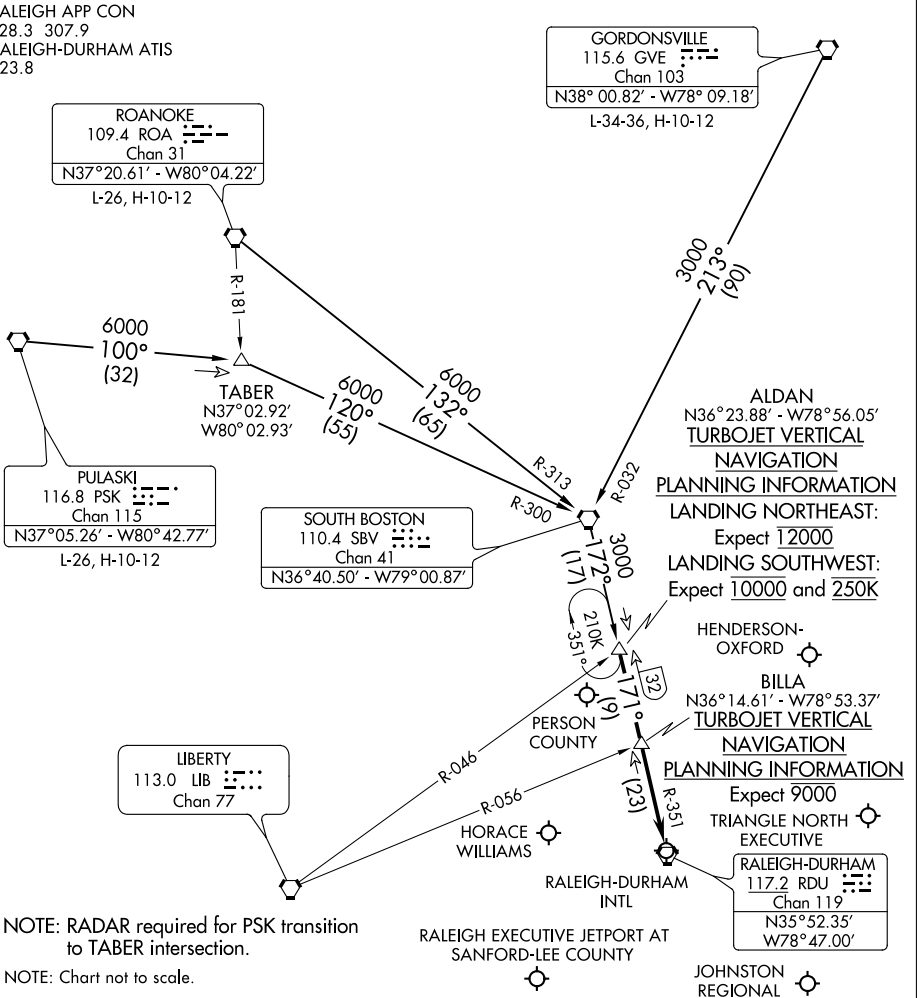 ALEIGH APP CON
28.3 307.9
ALEIGH-DURHAM ATIS
23.8
GORDONSVILLE
115.6 GVE
Chan 103
N38° 00.82' - W78° 09.18'
L-34-36, H-10-12
ROANOKE
109.4 ROA
Chan 31
N37°20.61' - W80°04.22'
L-26, H-10-12
R-181
3000
213°
(90)
6000
100°
(32)
TABER
N37°02.92'
W80°02.93'
6000
120°
(55)
6000
132°
(65)
R-313
R-300
R-032
PULASKI
116.8 PSK
Chan 115
N37°05.26' - W80°42.77'
L-26, H-10-12
SOUTH BOSTON
110.4 SBV
Chan 41
N36°40.50' - W79°00.87'
3000
172°
(17)
ALDAN
N36°23.88' - W78°56.05'
TURBOJET VERTICAL
NAVIGATION
PLANNING INFORMATION
LANDING NORTHEAST:
Expect 12000
LANDING SOUTHWEST:
Expect 10000 and 250K
210K
351°
32
171°
(9)
HENDERSON-
OXFORD
PERSON
COUNTY
BILLA
N36°14.61' - W78°53.37'
TURBOJET VERTICAL
NAVIGATION
PLANNING INFORMATION
Expect 9000
LIBERTY
113.0 LIB
Chan 77
R-046
R-056
(23)
R-351
HORACE
WILLIAMS
TRIANGLE NORTH
EXECUTIVE
RALEIGH-DURHAM
INTL
RALEIGH-DURHAM
117.2 RDU
Chan 119
N35°52.35'
W78°47.00'
NOTE: RADAR required for PSK transition
to TABER intersection.
NOTE: Chart not to scale.
RALEIGH EXECUTIVE JETPORT AT
SANFORD-LEE COUNTY
JOHNSTON
REGIONAL